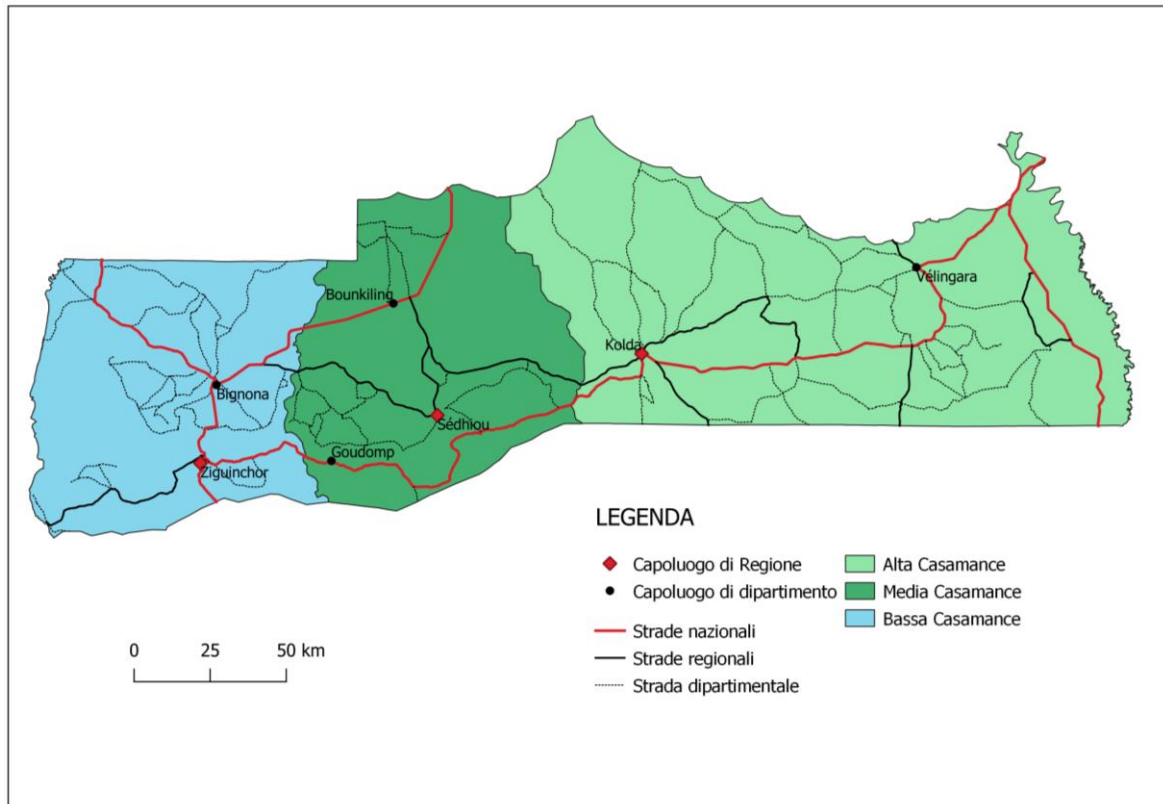 Bounkiling
Vélingara
Kolda
Bignona
Sédhiou
Goudomp
Ziguinchor
LEGENDA
Capoluogo di Regione
Capoluogo di dipartimento
Strade nazionali
Strade regionali
Strada dipartimentale
Alta Casamance
Media Casamance
Bassa Casamance
0 25 50 km